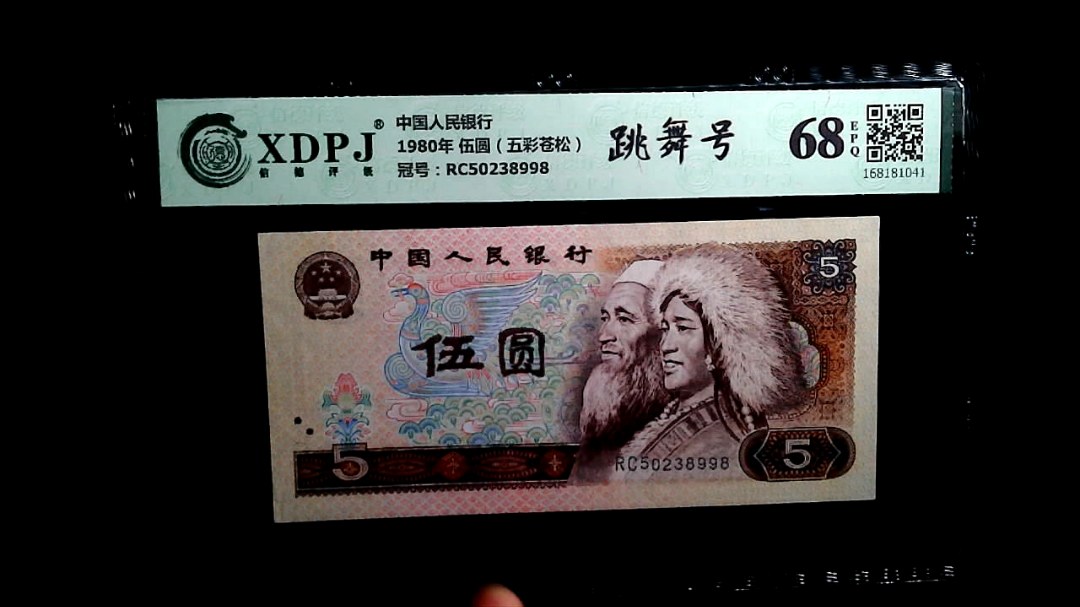 XDPJ®
信德评级
中国人民银行
1980年 伍圆（五彩苍松）
冠号：RC50238998
跳舞号
68
EPQ
168181041
中国人民银行
5
伍圆
5
RC50238998
5